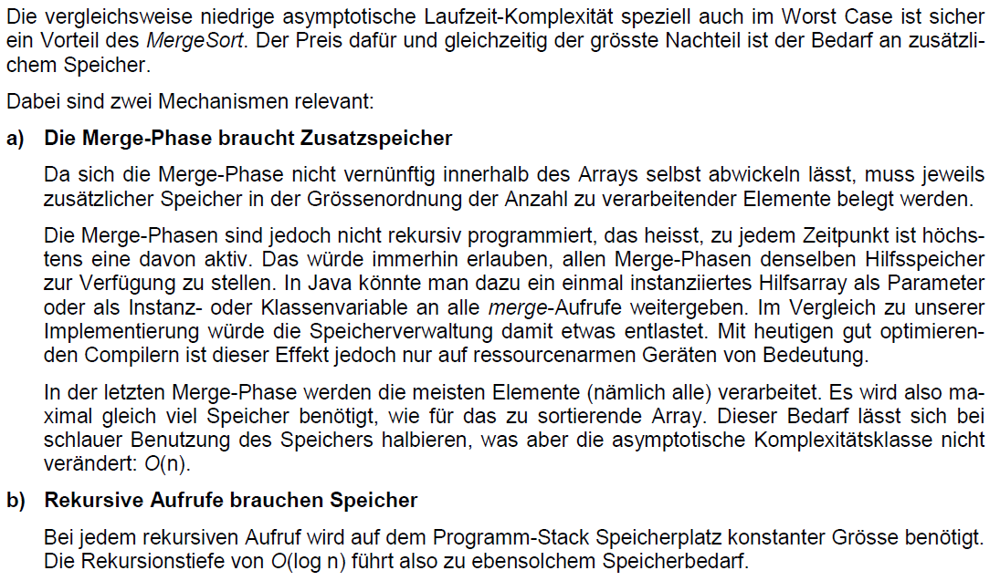 Die vergleichsweise niedrige asymptotische Laufzeit-Komplexität speziell auch im Worst Case ist sicher
ein Vorteil des MergeSort. Der Preis dafür und gleichzeitig der grösste Nachteil ist der Bedarf an zusätzli-
chem Speicher.
Dabei sind zwei Mechanismen relevant:
a) Die Merge-Phase braucht Zusatzspeicher
Da sich die Merge-Phase nicht vernünftig innerhalb des Arrays selbst abwickeln lässt, muss jeweils
zusätzlicher Speicher in der Grössenordnung der Anzahl zu verarbeitender Elemente belegt werden.
Die Merge-Phasen sind jedoch nicht rekursiv programmiert, das heisst, zu jedem Zeitpunkt ist höchs-
tens eine davon aktiv. Das würde immerhin erlauben, allen Merge-Phasen denselben Hilfsspeicher
zur Verfügung zu stellen. In Java könnte man dazu ein einmal instanziiertes Hilfsarray als Parameter
oder als Instanz- oder Klassenvariable an alle merge-Aufrufe weitergeben. Im Vergleich zu unserer
Implementierung würde die Speicherverwaltung damit etwas entlastet. Mit heutigen gut optimieren-
den Compilern ist dieser Effekt jedoch nur auf ressourcenarmen Geräten von Bedeutung.
In der letzten Merge-Phase werden die meisten Elemente (nämlich alle) verarbeitet. Es wird also ma-
ximal gleich viel Speicher benötigt, wie für das zu sortierende Array. Dieser Bedarf lässt sich bei
schlauer Benutzung des Speichers halbieren, was aber die asymptotische Komplexitätsklasse nicht
verändert: O(n).
b) Rekursive Aufrufe brauchen Speicher
Bei jedem rekursiven Aufruf wird auf dem Programm-Stack Speicherplatz konstanter Grösse benötigt.
Die Rekursionstiefe von O(log n) führt also zu ebensolchem Speicherbedarf.